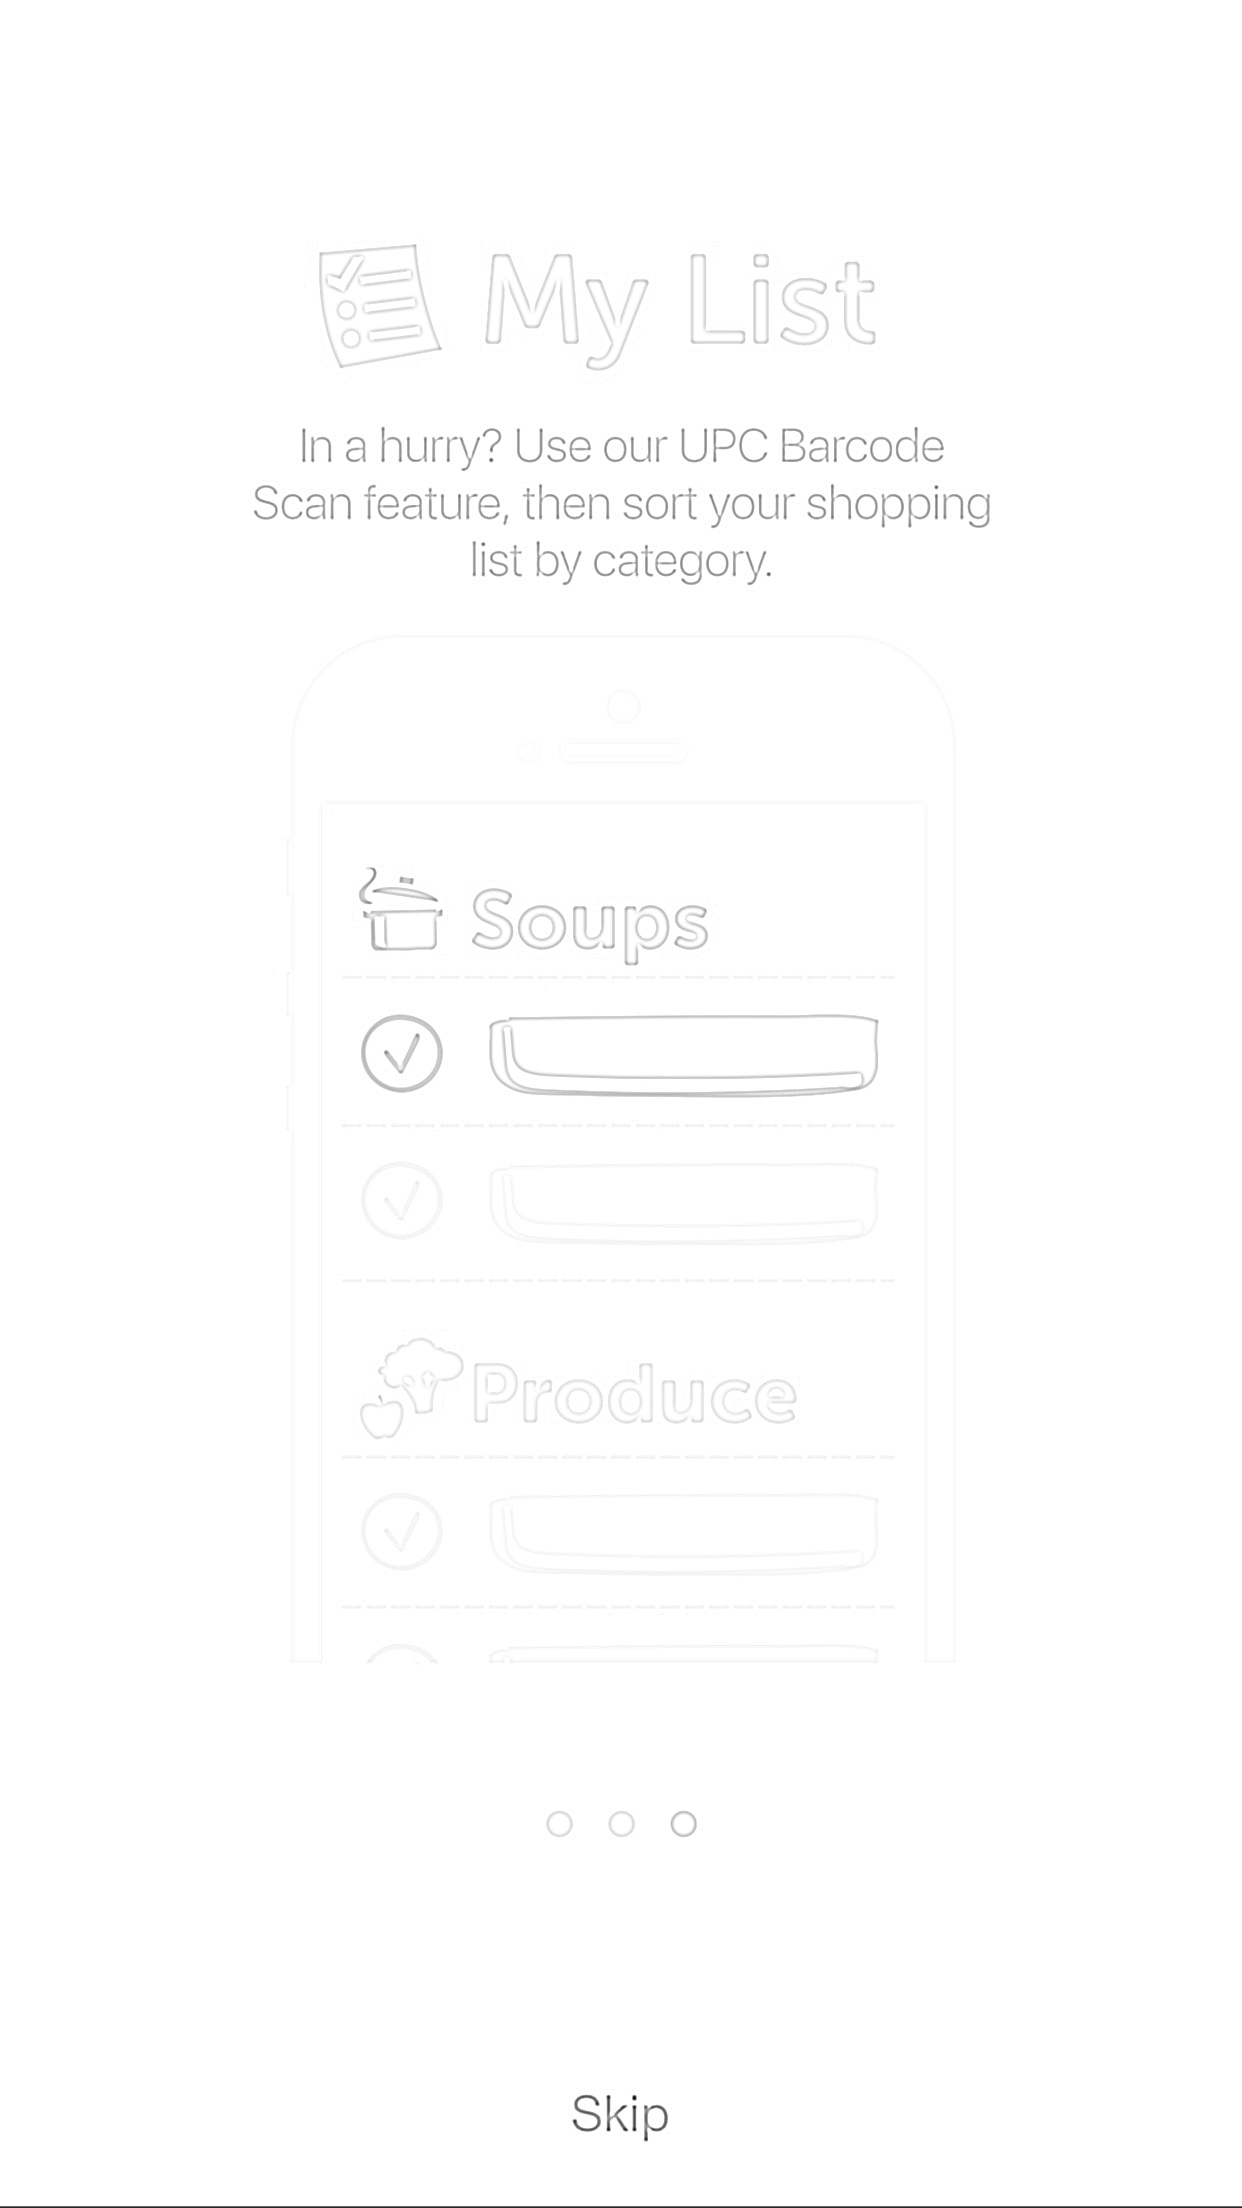 My List
In a hurry? Use our UPC Barcode
Scan feature, then sort your shopping
list by category.
Soups
Produce
Skip